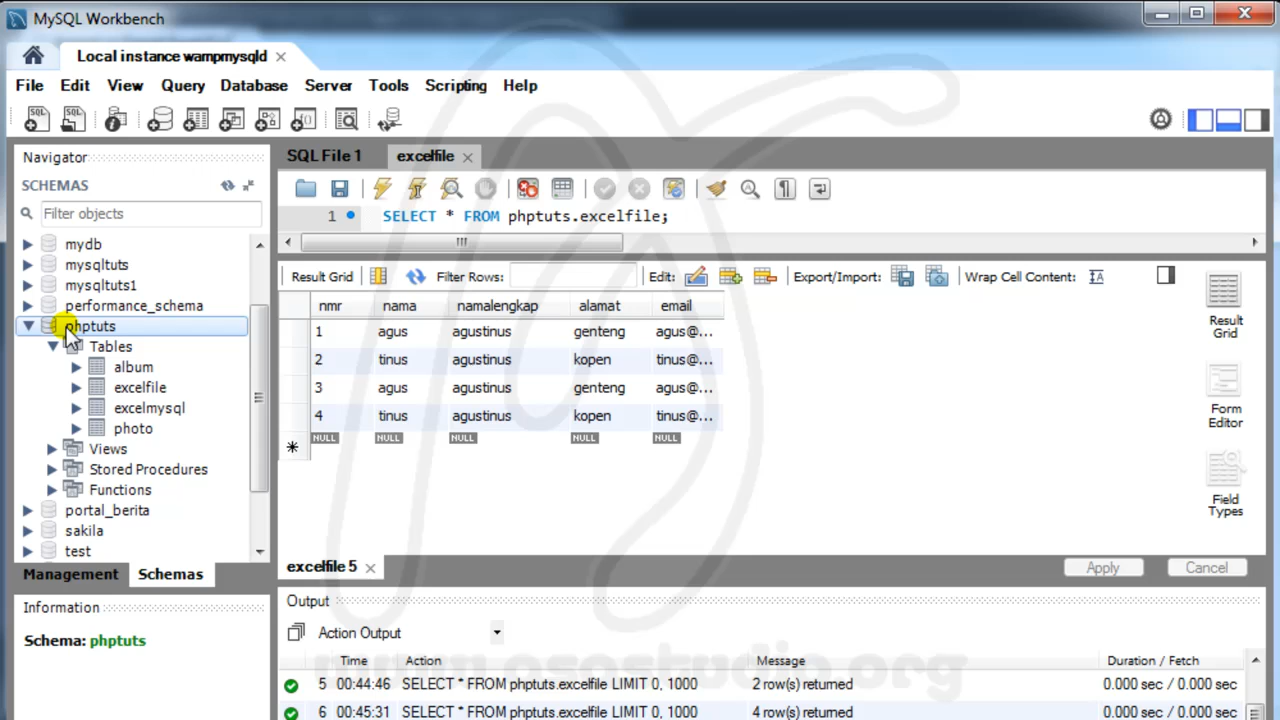 MySQL Workbench
Local instance wampmysqld
File Edit View Query Database Server Tools Scripting Help
Navigator
SCHEMAS
Filter objects
mydb
mysqltuts
mysqltuts1
performance_schema
phptuts
Tables
album
excelfile
excelmysql
photo
Views
Stored Procedures
Functions
portal_berita
sakila
test
Management Schemas
Information
Schema: phptuts
SQL File 1 excelfile
1 SELECT * FROM phptuts.excelfile;
Result Grid Filter Rows: Edit: Export/Import: Wrap Cell Content:
nmr nama namalengkap alamat email
1 agus agustinus genteng agus@...
2 tinus agustinus kopen tinus@...
3 agus agustinus genteng agus@...
4 tinus agustinus kopen tinus@...
NULL NULL NULL NULL NULL
Result
Grid
Form
Editor
Field
Types
excelfile 5 Apply Cancel
Output
Action Output
Time Action Message Duration / Fetch
5 00:44:46 SELECT * FROM phptuts.excelfile LIMIT 0, 1000 2 row(s) returned 0.000 sec / 0.000 sec
6 00:45:31 SELECT * FROM phptuts.excelfile LIMIT 0, 1000 4 row(s) returned 0.000 sec / 0.000 sec